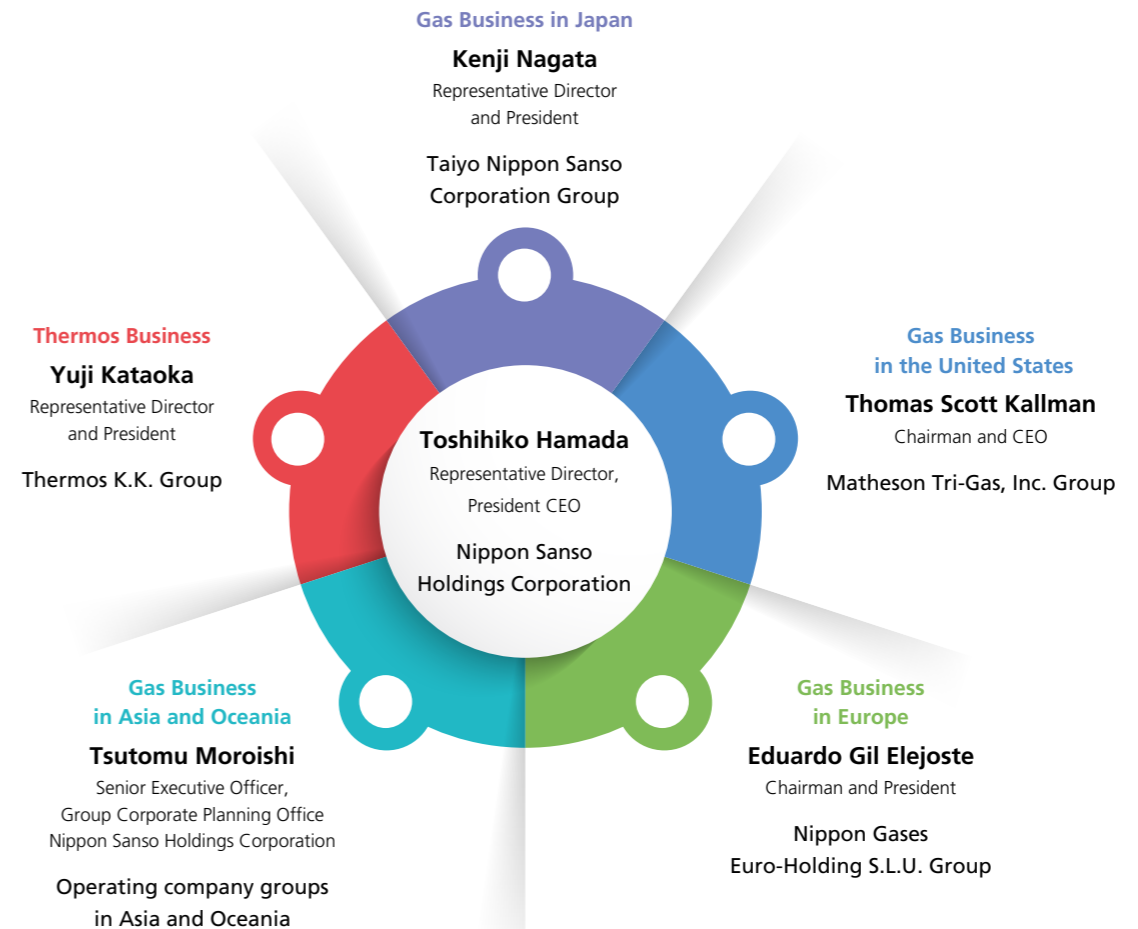 Gas Business in Japan
Kenji Nagata
Representative Director
and President
Taiyo Nippon Sanso
Corporation Group
Thermos Business
Yuji Kataoka
Representative Director
and President
Thermos K.K. Group
Gas Business
in the United States
Thomas Scott Kallman
Chairman and CEO
Matheson Tri-Gas, Inc. Group
Toshihiko Hamada
Representative Director,
President CEO
Nippon Sanso
Holdings Corporation
Gas Business
in Asia and Oceania
Tsutomu Moroishi
Senior Executive Officer,
Group Corporate Planning Office
Nippon Sanso Holdings Corporation
Operating company groups
in Asia and Oceania
Gas Business
in Europe
Eduardo Gil Elejoste
Chairman and President
Nippon Gases
Euro-Holding S.L.U. Group